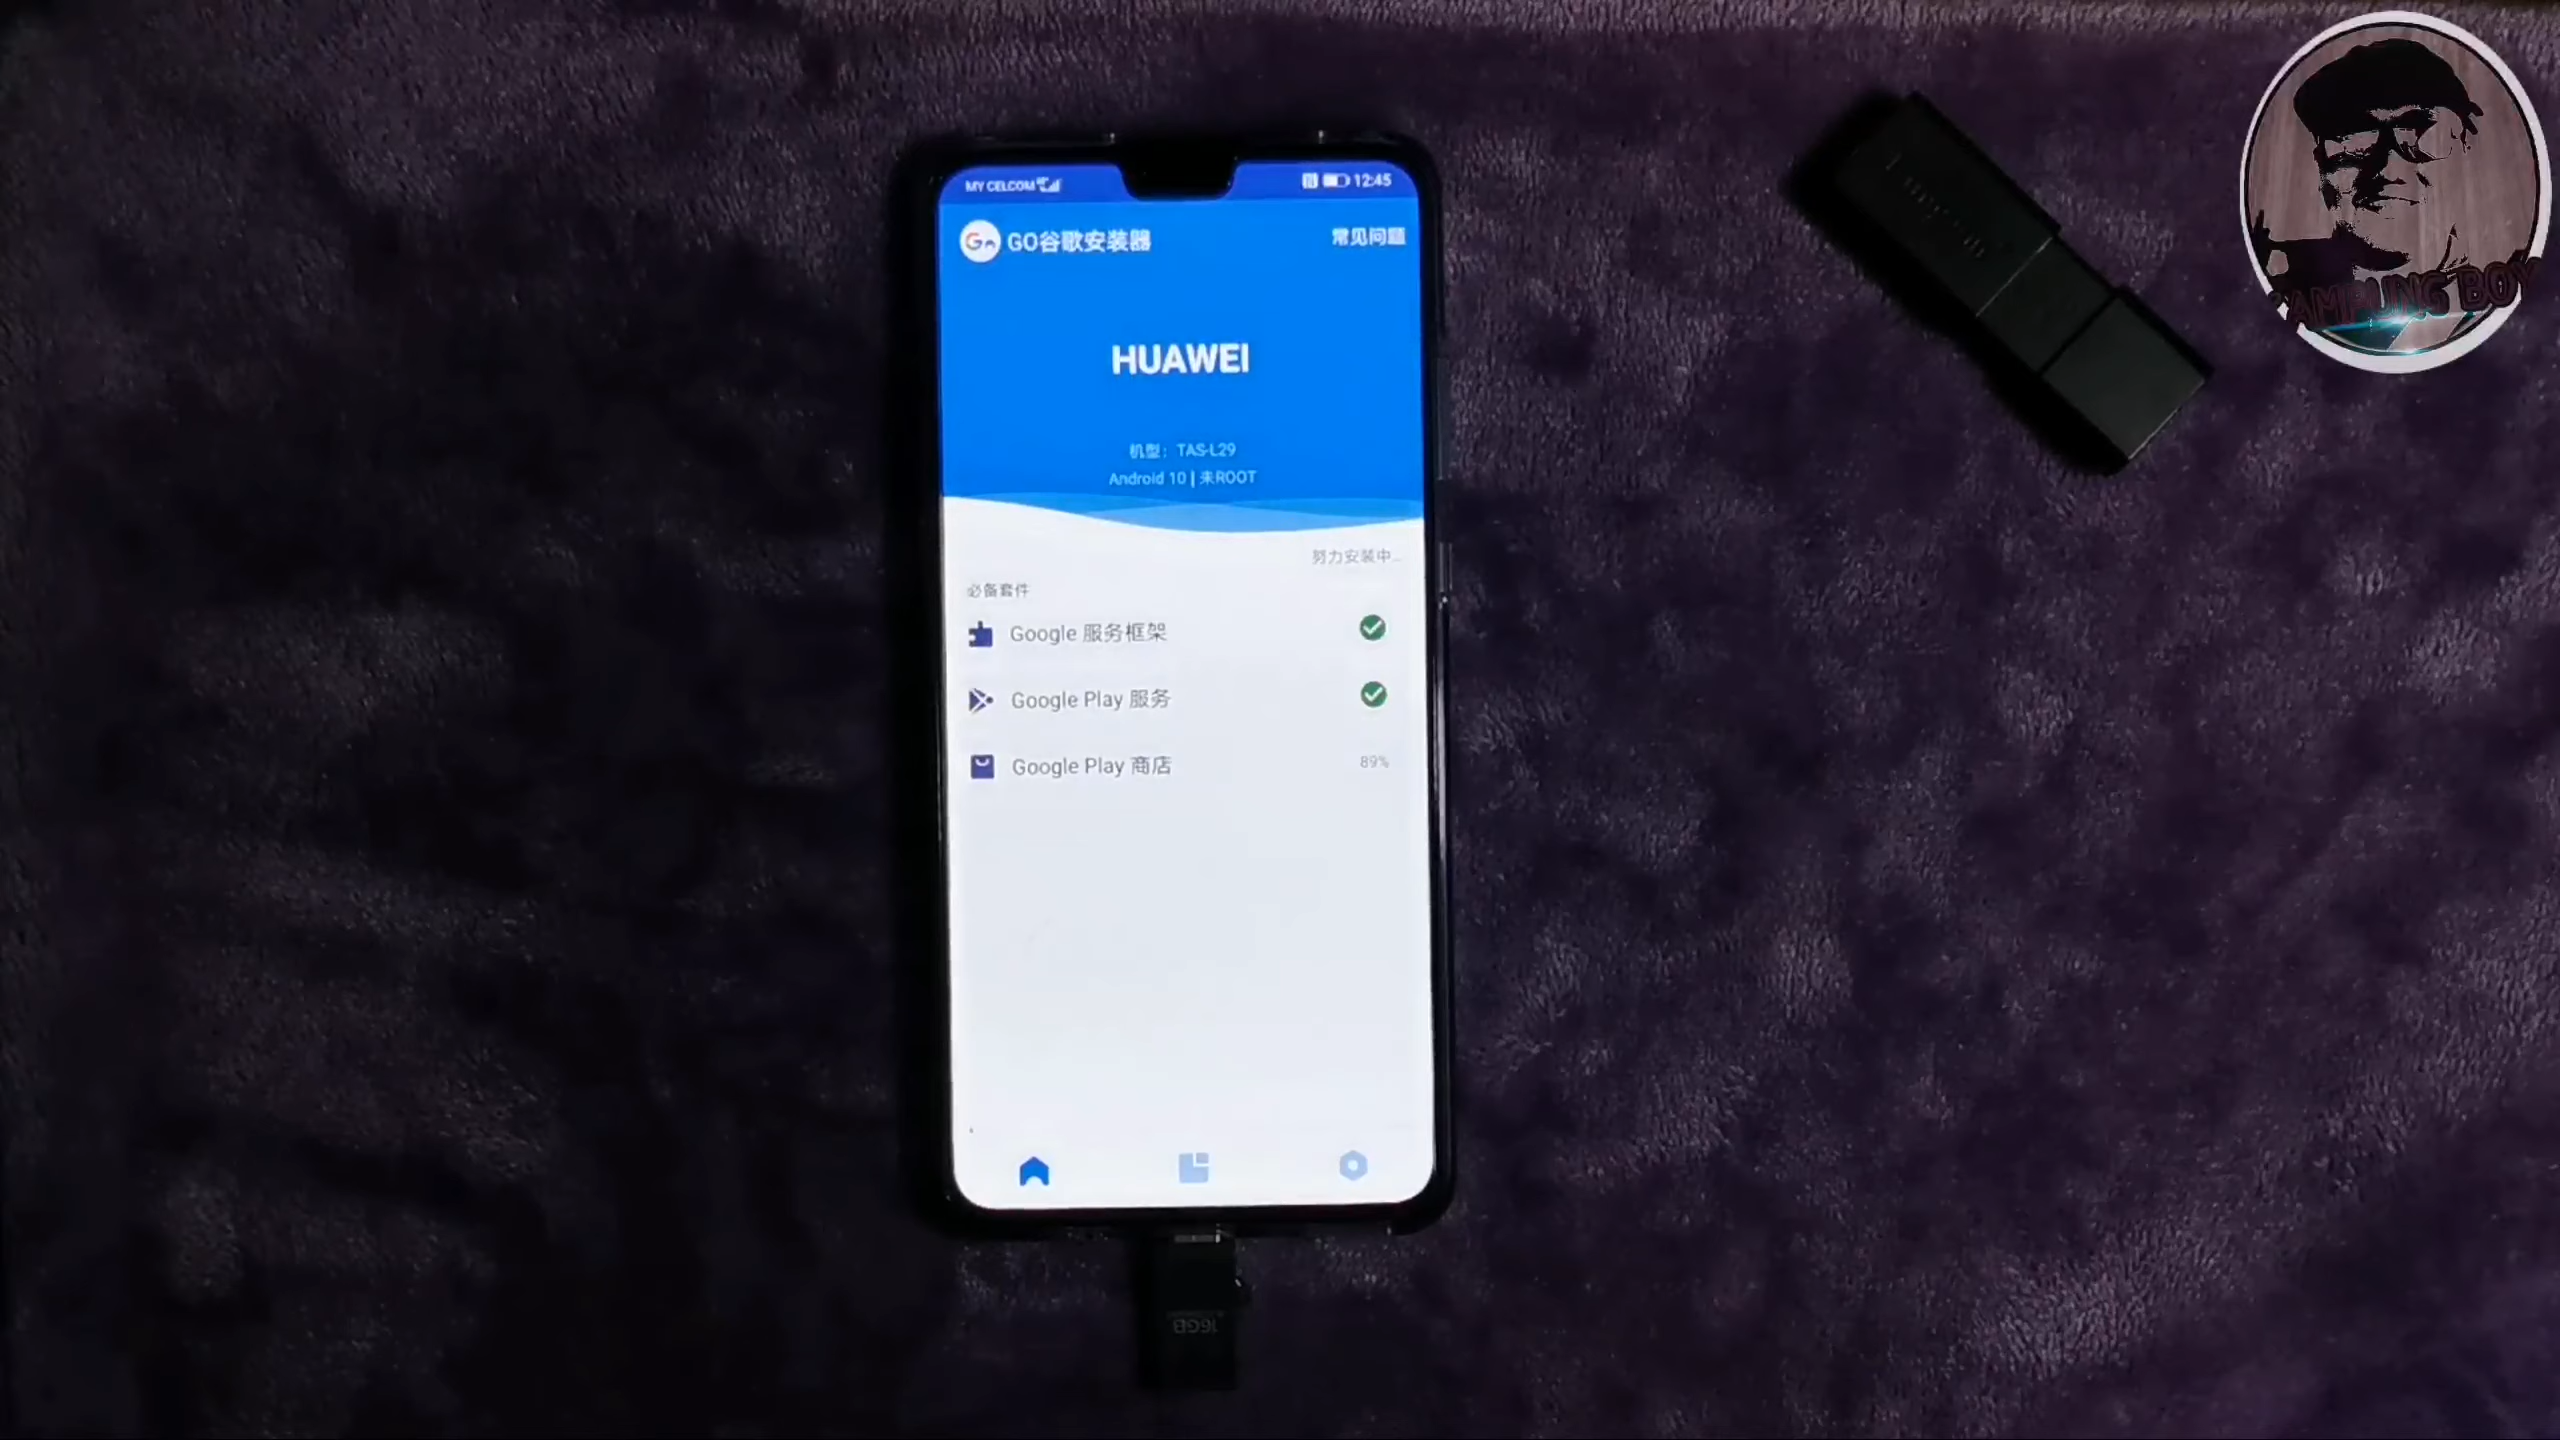 MY CELCOM
12:45
GO谷歌安装器
常见问题
HUAWEI
机型：TAS-L29
Android 10 | 未ROOT
努力安装中...
必备套件
Google 服务框架
Google Play 服务
Google Play 商店
89%
16GB
AMPUNG BOY